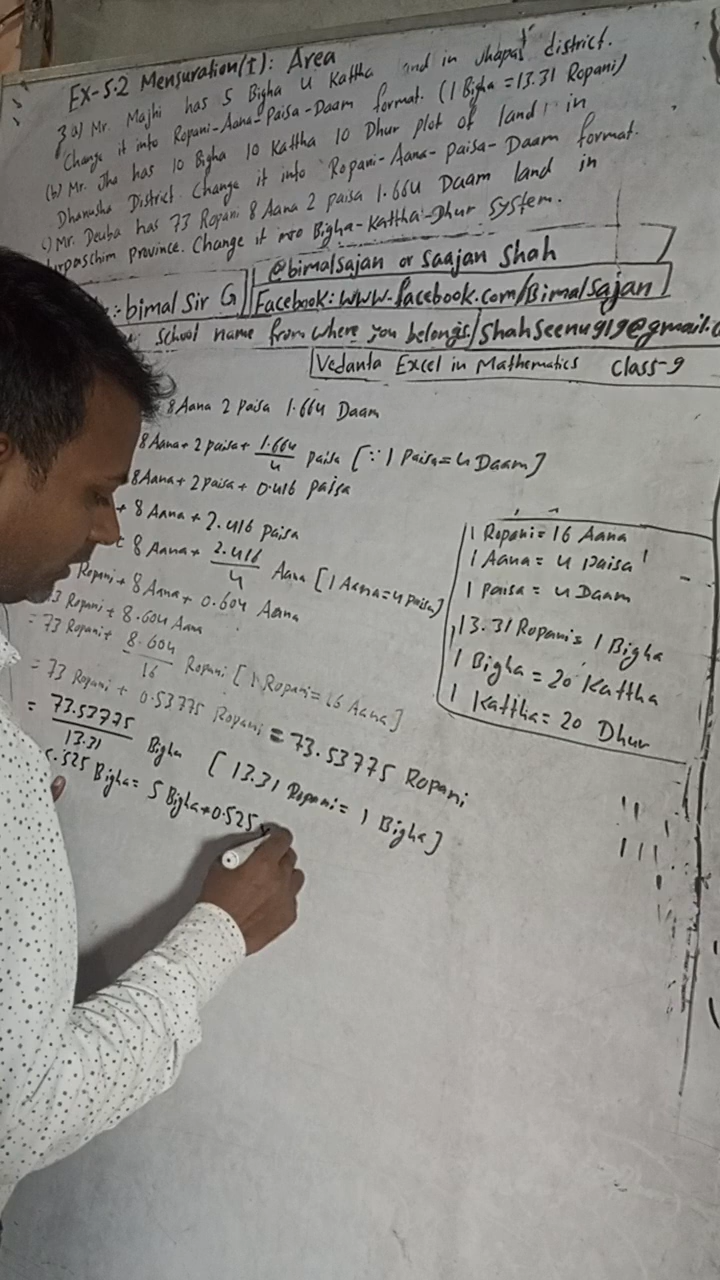 Ex-5.2 Mensuration(I): Area
3 a) Mr. Majhi has 5 Bigha 4 Kattha and in Jhapa district.
Change it into Ropani-Aana-Paisa-Daam format. (1 Bigha = 13.31 Ropani)
(b) Mr. Jha has 10 Bigha 10 Kattha 10 Dhur plot of land in
Dhanusha District. Change it into Ropani-Aana-Paisa-Daam format.
c) Mr. Deuba has 73 Ropani 8 Aana 2 paisa 1.664 Daam land in
urpaschim province. Change it into Bigha-Kattha-Dhur system.
@bimalsajan or Saajan Shah
:-bimal Sir G
Facebook: www.facebook.com/Bimalsajan
School name from where you belongs/Shahseenu919@gmail.c
Vedanta Excel in Mathematics Class-9
8 Aana 2 Paisa 1.664 Daam
8 Aana + 2 paisa + 1.664/4 paisa [∵ 1 Paisa = 4 Daam]
8 Aana + 2 paisa + 0.416 paisa
+ 8 Aana + 2.416 paisa
8 Aana + 2.416/4 Aana [1 Aana = 4 paisa]
Ropani + 8 Aana + 0.604 Aana
3 Ropani + 8.604 Aana
= 73 Ropani + 8.604/16 Ropani [1 Ropani = 16 Aana]
= 73 Ropani + 0.53775 Ropani = 73.53775 Ropani
= 73.53775/13.31 Bigha [13.31 Ropani = 1 Bigha]
5.525 Bigha = 5 Bigha + 0.525
1 Ropani = 16 Aana
1 Aana = 4 paisa
1 paisa = 4 Daam
13.31 Ropani = 1 Bigha
1 Bigha = 20 Kattha
1 Kattha = 20 Dhur